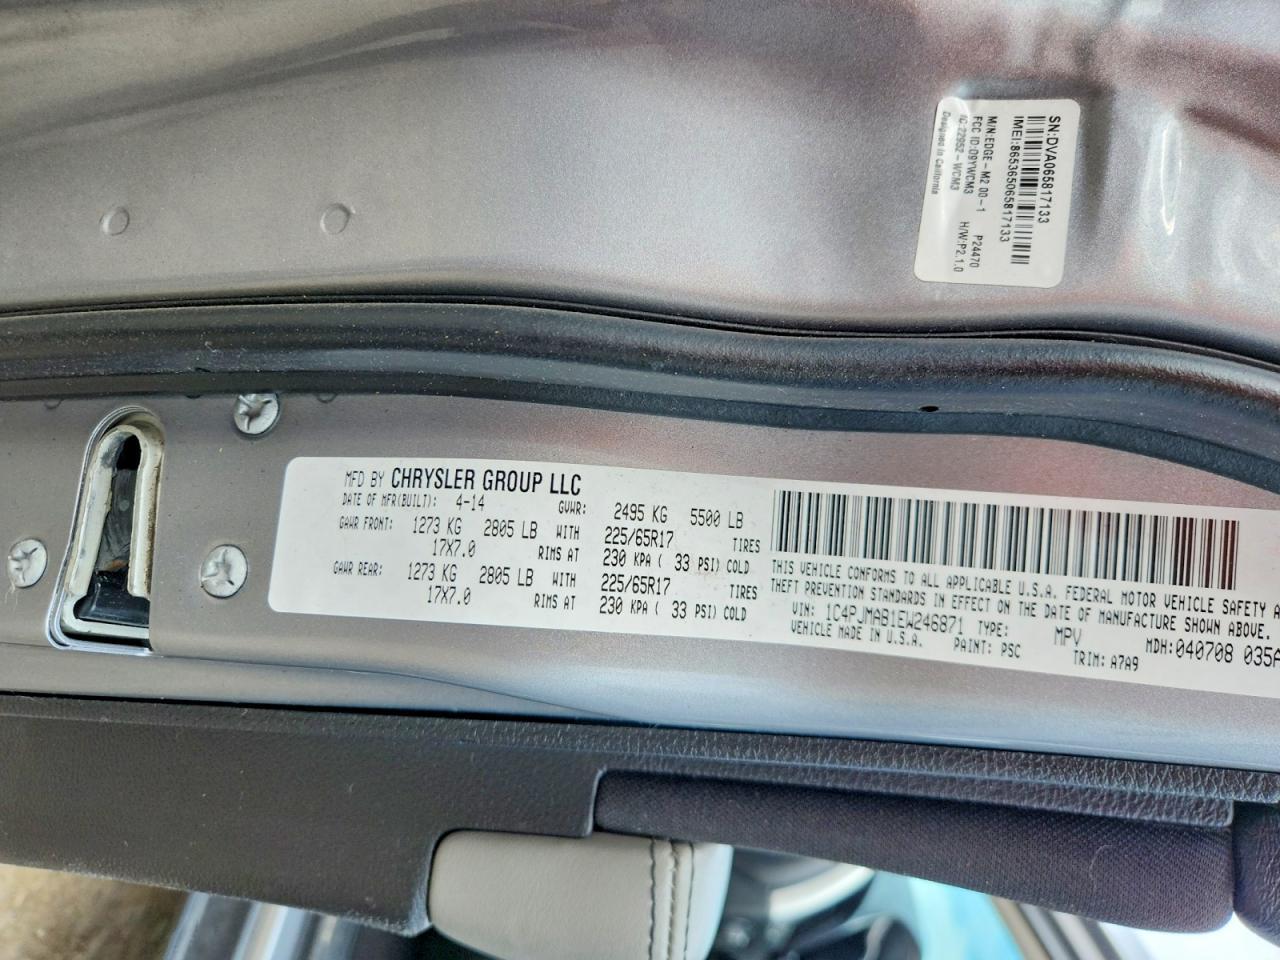 SN:DVA065817133
IMEI:865365065817133
M/N:EDGE-M2 00-1 P24470
FCC ID:O9YWCM3 H/W:P2.1.0
IC:22952-WCM3
Designed in California
MFD BY CHRYSLER GROUP LLC
DATE OF MFR(BUILT): 4-14 GVWR: 2495 KG 5500 LB
GAWR FRONT: 1273 KG 2805 LB WITH 225/65R17 TIRES
17X7.0 RIMS AT 230 KPA ( 33 PSI) COLD
GAWR REAR: 1273 KG 2805 LB WITH 225/65R17 TIRES
17X7.0 RIMS AT 230 KPA ( 33 PSI) COLD
THIS VEHICLE CONFORMS TO ALL APPLICABLE U.S.A. FEDERAL MOTOR VEHICLE SAFETY
THEFT PREVENTION STANDARDS IN EFFECT ON THE DATE OF MANUFACTURE SHOWN ABOVE.
VIN: 1C4PJMAB1EW246871 TYPE: MPV MDH:040708 035
VEHICLE MADE IN U.S.A. PAINT: PSC TRIM: A7A9